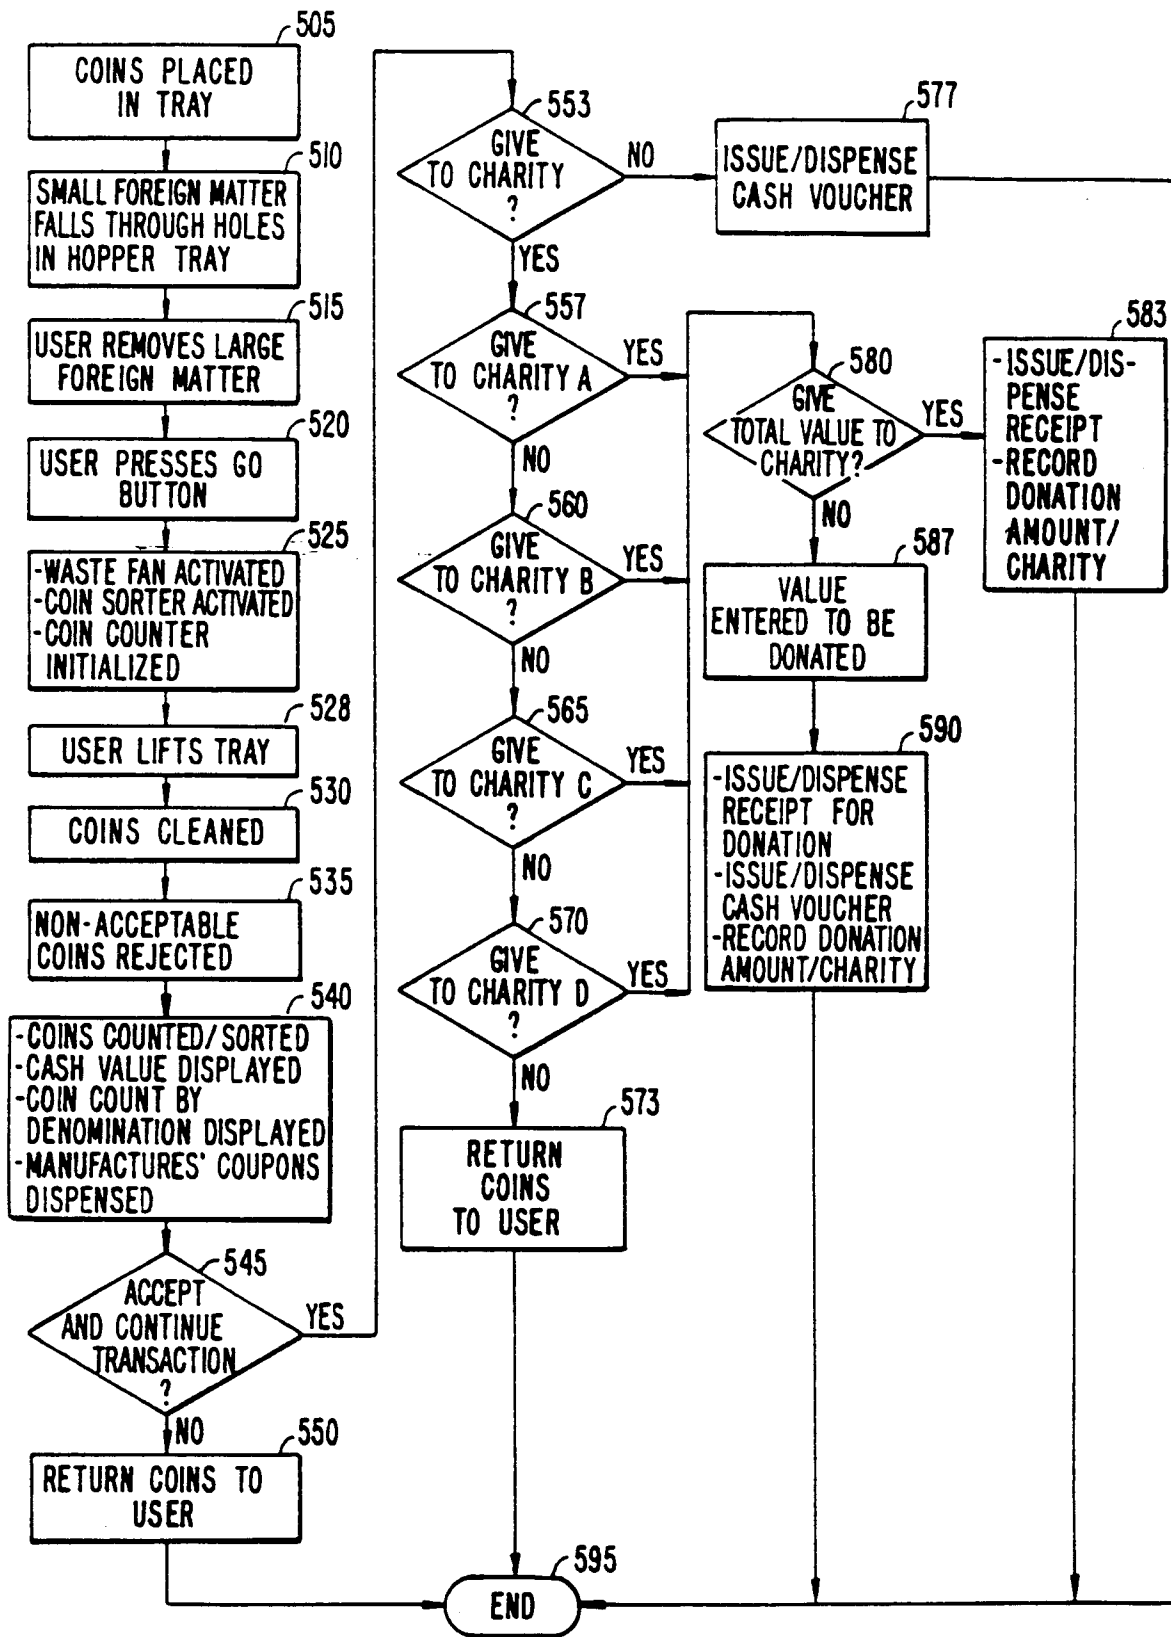 505
COINS PLACED
IN TRAY
510
SMALL FOREIGN MATTER
FALLS THROUGH HOLES
IN HOPPER TRAY
515
USER REMOVES LARGE
FOREIGN MATTER
520
USER PRESSES GO
BUTTON
525
-WASTE FAN ACTIVATED
-COIN SORTER ACTIVATED
-COIN COUNTER
INITIALIZED
528
USER LIFTS TRAY
530
COINS CLEANED
535
NON-ACCEPTABLE
COINS REJECTED
540
-COINS COUNTED/SORTED
-CASH VALUE DISPLAYED
-COIN COUNT BY
DENOMINATION DISPLAYED
-MANUFACTURES' COUPONS
DISPENSED
545
ACCEPT
AND CONTINUE
TRANSACTION
?
YES
NO
550
RETURN COINS TO
USER
553
GIVE
TO CHARITY
?
NO
YES
557
GIVE
TO CHARITY A
?
YES
NO
560
GIVE
TO CHARITY B
?
YES
NO
565
GIVE
TO CHARITY C
?
YES
NO
570
GIVE
TO CHARITY D
?
YES
NO
573
RETURN
COINS
TO USER
577
ISSUE/DISPENSE
CASH VOUCHER
580
GIVE
TOTAL VALUE TO
CHARITY?
YES
NO
583
-ISSUE/DIS-
PENSE
RECEIPT
-RECORD
DONATION
AMOUNT/
CHARITY
587
VALUE
ENTERED TO BE
DONATED
590
-ISSUE/DISPENSE
RECEIPT FOR
DONATION
-ISSUE/DISPENSE
CASH VOUCHER
-RECORD DONATION
AMOUNT/CHARITY
595
END